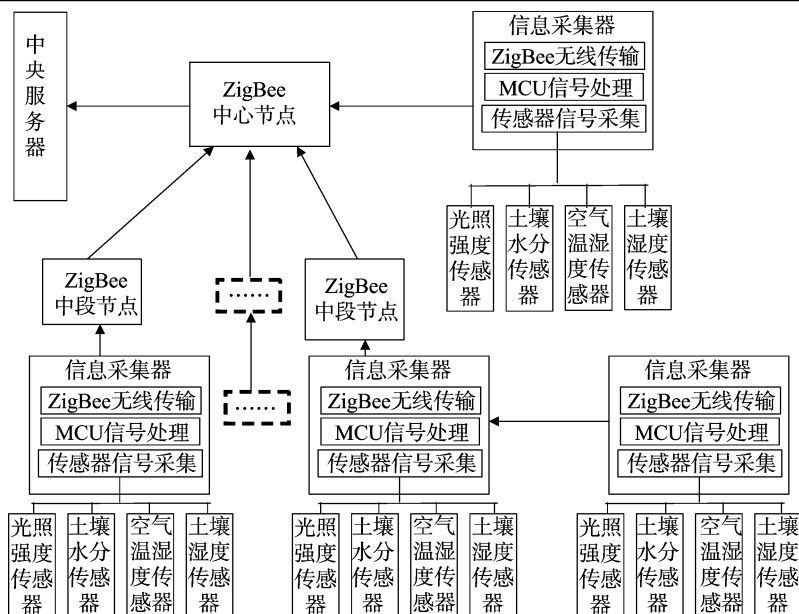 中
央
服
务
器
ZigBee
中心节点
信息采集器
ZigBee无线传输
MCU信号处理
传感器信号采集
光照
强度
传感
器
土壤
水分
传感
器
空气
温湿
度传
感器
土壤
湿度
传感
器
ZigBee
中段节点
······
ZigBee
中段节点
······
信息采集器
ZigBee无线传输
MCU信号处理
传感器信号采集
光照
强度
传感
器
土壤
水分
传感
器
空气
温湿
度传
感器
土壤
湿度
传感
器
信息采集器
ZigBee无线传输
MCU信号处理
传感器信号采集
光照
强度
传感
器
土壤
水分
传感
器
空气
温湿
度传
感器
土壤
湿度
传感
器
信息采集器
ZigBee无线传输
MCU信号处理
传感器信号采集
光照
强度
传感
器
土壤
水分
传感
器
空气
温湿
度传
感器
土壤
湿度
传感
器